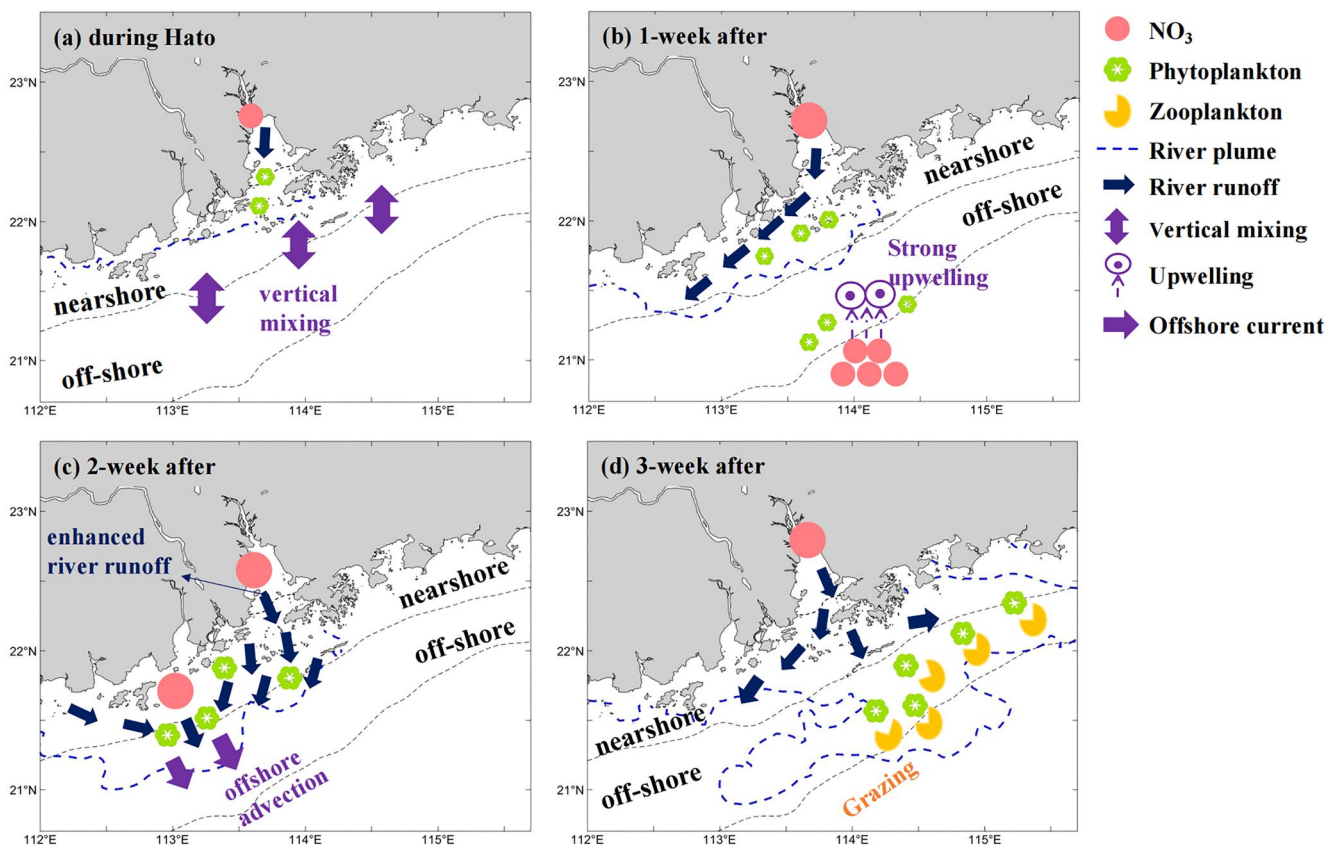 (a) during Hato
23°N
22°N
21°N
nearshore
vertical
mixing
off-shore
112°E
113°E
114°E
115°E
(b) 1-week after
23°N
22°N
21°N
nearshore
off-shore
Strong
upwelling
112°E
113°E
114°E
115°E
NO₃
Phytoplankton
Zooplankton
River plume
River runoff
Vertical mixing
Upwelling
Offshore current
(c) 2-week after
enhanced
river runoff
23°N
22°N
21°N
nearshore
off-shore
offshore
advection
112°E
113°E
114°E
115°E
(d) 3-week after
23°N
22°N
21°N
nearshore
off-shore
Grazing
112°E
113°E
114°E
115°E